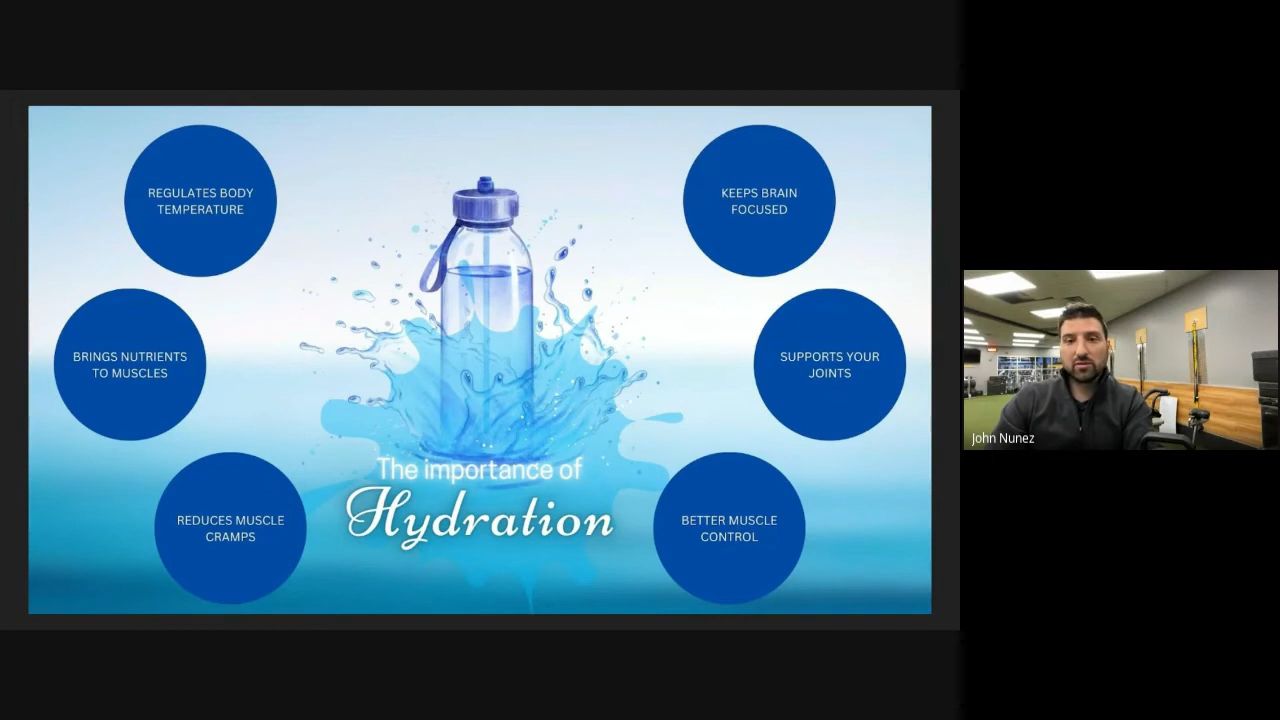 REGULATES BODY
TEMPERATURE
KEEPS BRAIN
FOCUSED
BRINGS NUTRIENTS
TO MUSCLES
SUPPORTS YOUR
JOINTS
REDUCES MUSCLE
CRAMPS
The importance of
Hydration
BETTER MUSCLE
CONTROL
John Nunez